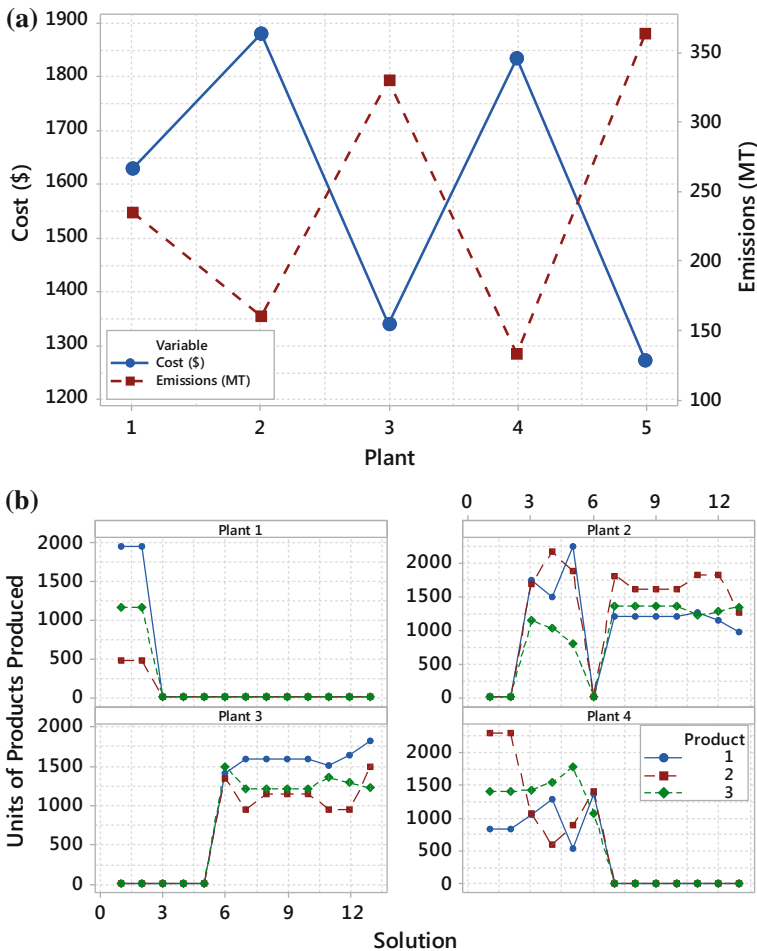 (a)
1900
1800
1700
1600
1500
1400
1300
1200
Cost ($)
350
300
250
200
150
100
Emissions (MT)
Variable
Cost ($)
Emissions (MT)
1 2 3 4 5
Plant
(b)
0 3 6 9 12
Plant 1
Plant 2
2000
1500
1000
500
0
2000
1500
1000
500
0
Plant 3
Plant 4
2000
1500
1000
500
0
2000
1500
1000
500
0
Product
1
2
3
Units of Products Produced
0 3 6 9 12
Solution